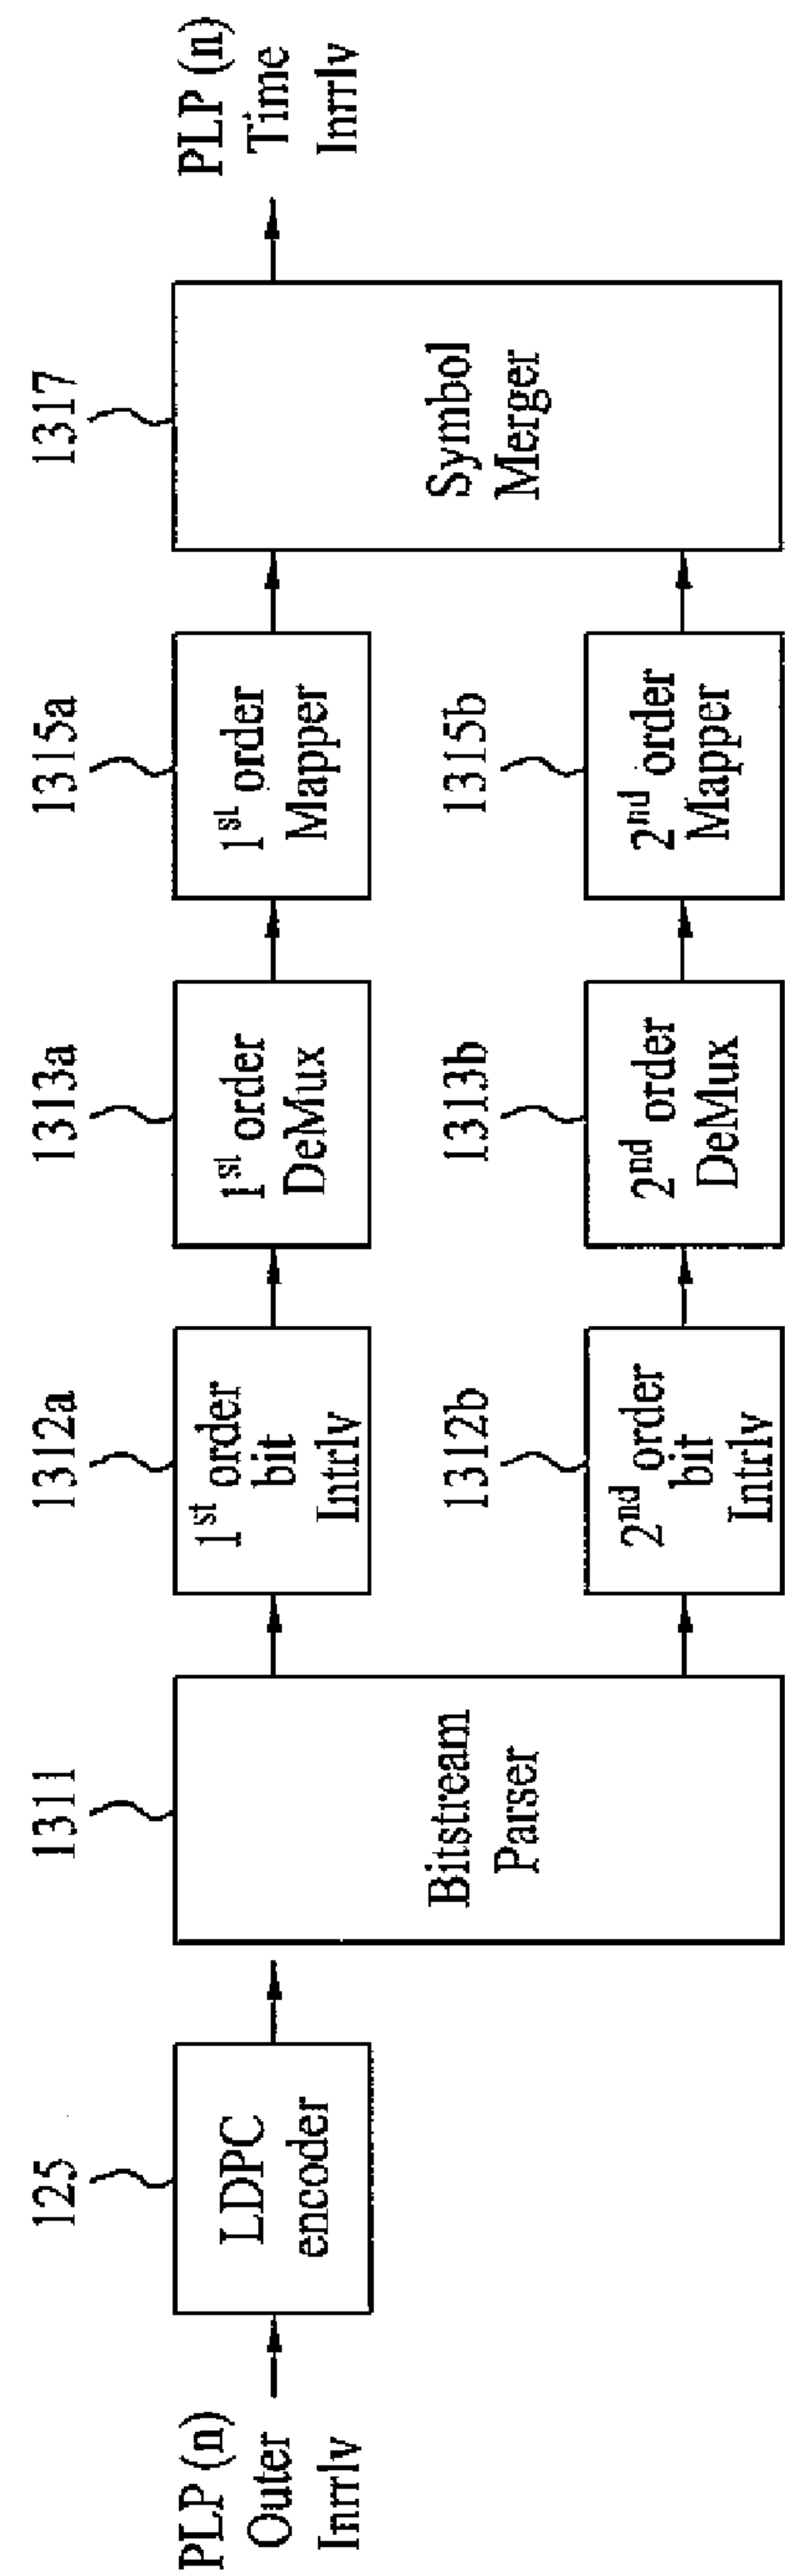 PLP (n)
Outer
Inrrlv
125
LDPC
encoder
1311
Bitstream
Parser
1312a
1st order
bit
Intrlv
1312b
2nd order
bit
Intrlv
1313a
1st order
DeMux
1313b
2nd order
DeMux
1315a
1st order
Mapper
1315b
2nd order
Mapper
1317
Symbol
Merger
PLP (n)
Time
Inrrlv